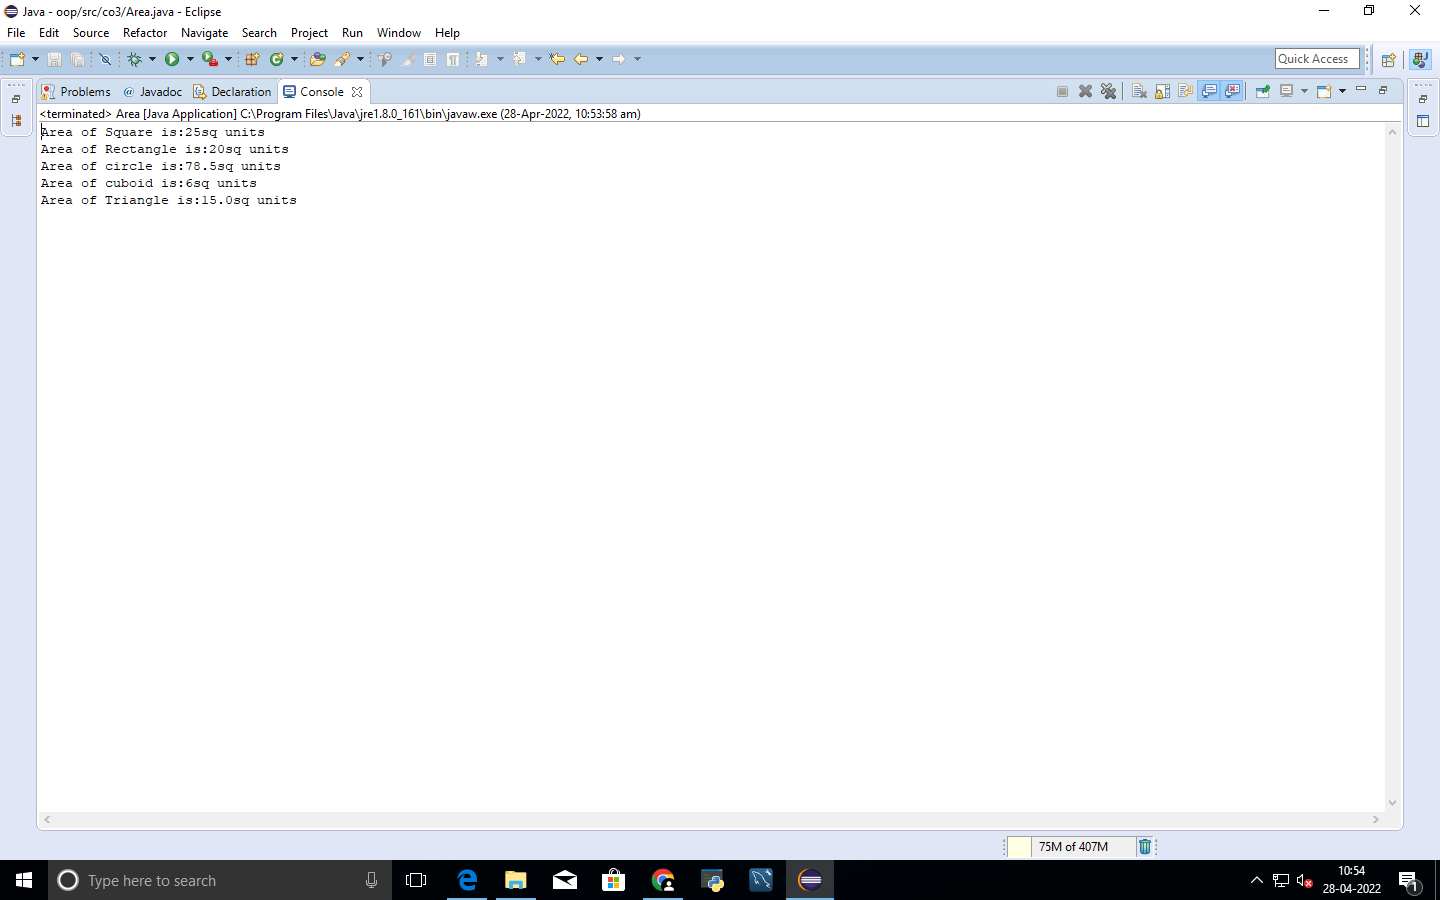 Java - oop/src/co3/Area.java - Eclipse
File Edit Source Refactor Navigate Search Project Run Window Help
Quick Access
Problems @ Javadoc Declaration Console
<terminated> Area [Java Application] C:\Program Files\Java\jre1.8.0_161\bin\javaw.exe (28-Apr-2022, 10:53:58 am)
Area of Square is:25sq units
Area of Rectangle is:20sq units
Area of circle is:78.5sq units
Area of cuboid is:6sq units
Area of Triangle is:15.0sq units
75M of 407M
Type here to search
10:54
28-04-2022
1